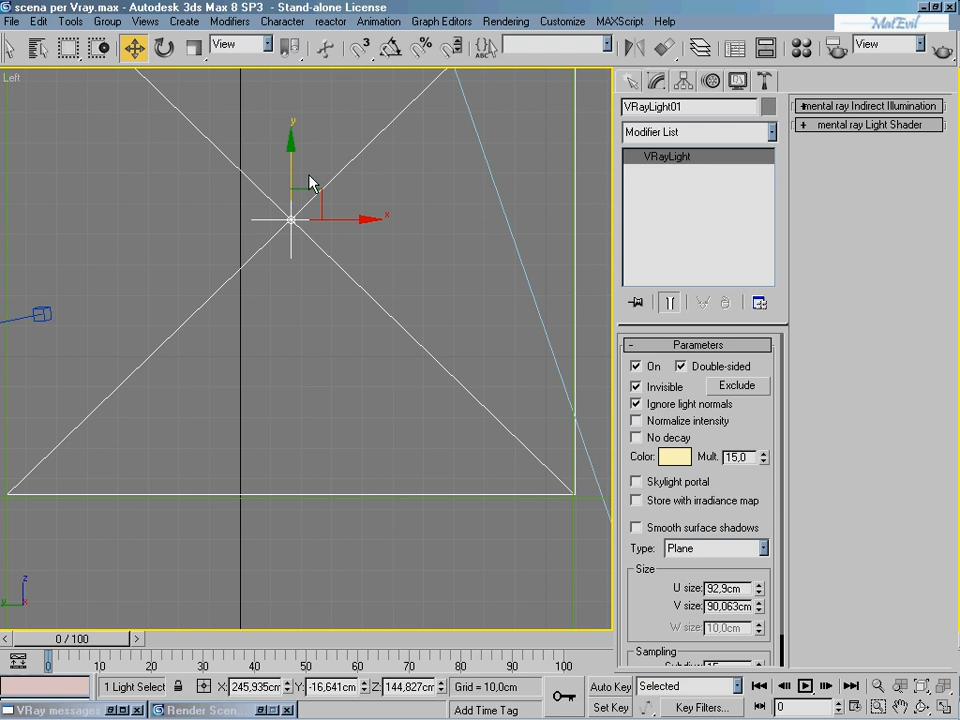 scena per Vray.max - Autodesk 3ds Max 8 SP3 - Stand-alone License
File Edit Tools Group Views Create Modifiers Character reactor Animation Graph Editors Rendering Customize MAXScript Help
MatEvil
View 3 % ABC View
Left
y
x
z
y x
VRayLight01
Modifier List
VRayLight
+ mental ray Indirect Illumination
+ mental ray Light Shader
- Parameters
On Double-sided
Invisible Exclude
Ignore light normals
Normalize intensity
No decay
Color: Mult. 15,0
Skylight portal
Store with irradiance map
Smooth surface shadows
Type: Plane
Size
U size: 92,9cm
V size: 90,063cm
W size: 10,0cm
Sampling
< 0 / 100 >
0 10 20 30 40 50 60 70 80 90 100
1 Light Select X: 245,935cm Y: -16,641cm Z: 144,827cm Grid = 10,0cm Auto Key Selected
Add Time Tag Set Key Key Filters... 0
VRay messages Render Scen...